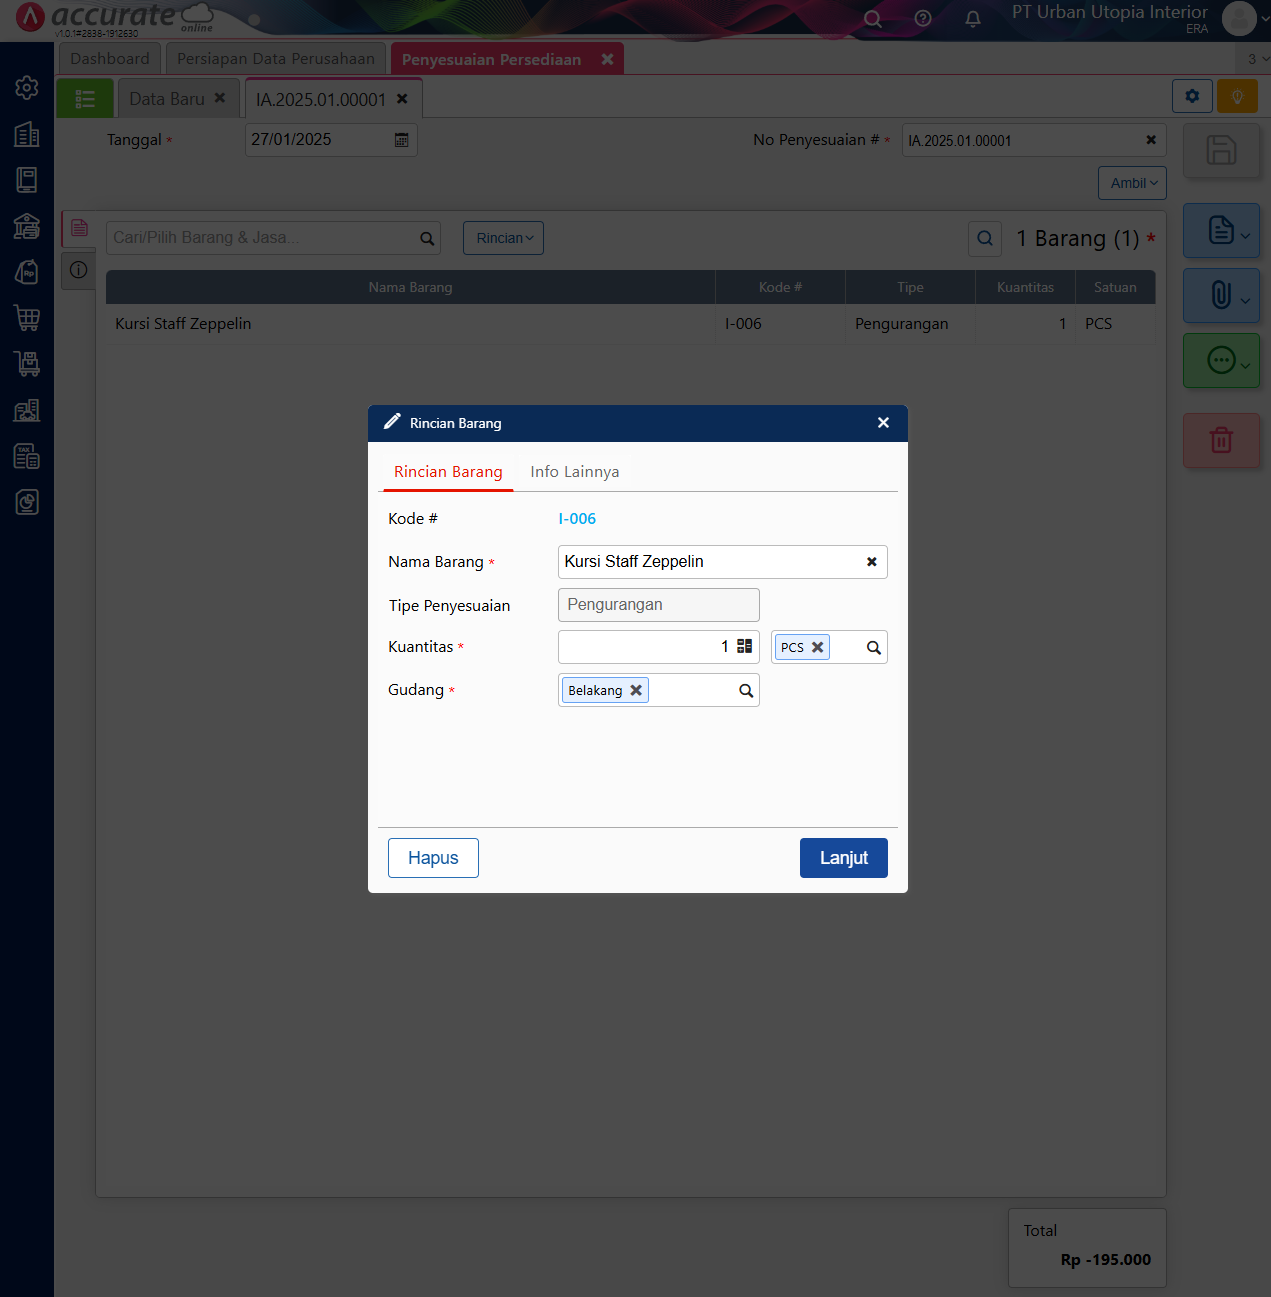 accurate
online
v1.0.1#2838-1912630
PT Urban Utopia Interior
ERA
Dashboard
Persiapan Data Perusahaan
Penyesuaian Persediaan
3
Data Baru
IA.2025.01.00001
Tanggal *
27/01/2025
No Penyesuaian # *
IA.2025.01.00001
Ambil
Cari/Pilih Barang & Jasa...
Rincian
1 Barang (1) *
Nama Barang Kode # Tipe Kuantitas Satuan
Kursi Staff Zeppelin I-006 Pengurangan 1 PCS
Rincian Barang
Rincian Barang Info Lainnya
Kode # I-006
Nama Barang * Kursi Staff Zeppelin
Tipe Penyesuaian Pengurangan
Kuantitas * 1 PCS
Gudang * Belakang
Hapus Lanjut
Total
Rp -195.000
Rp
TAX